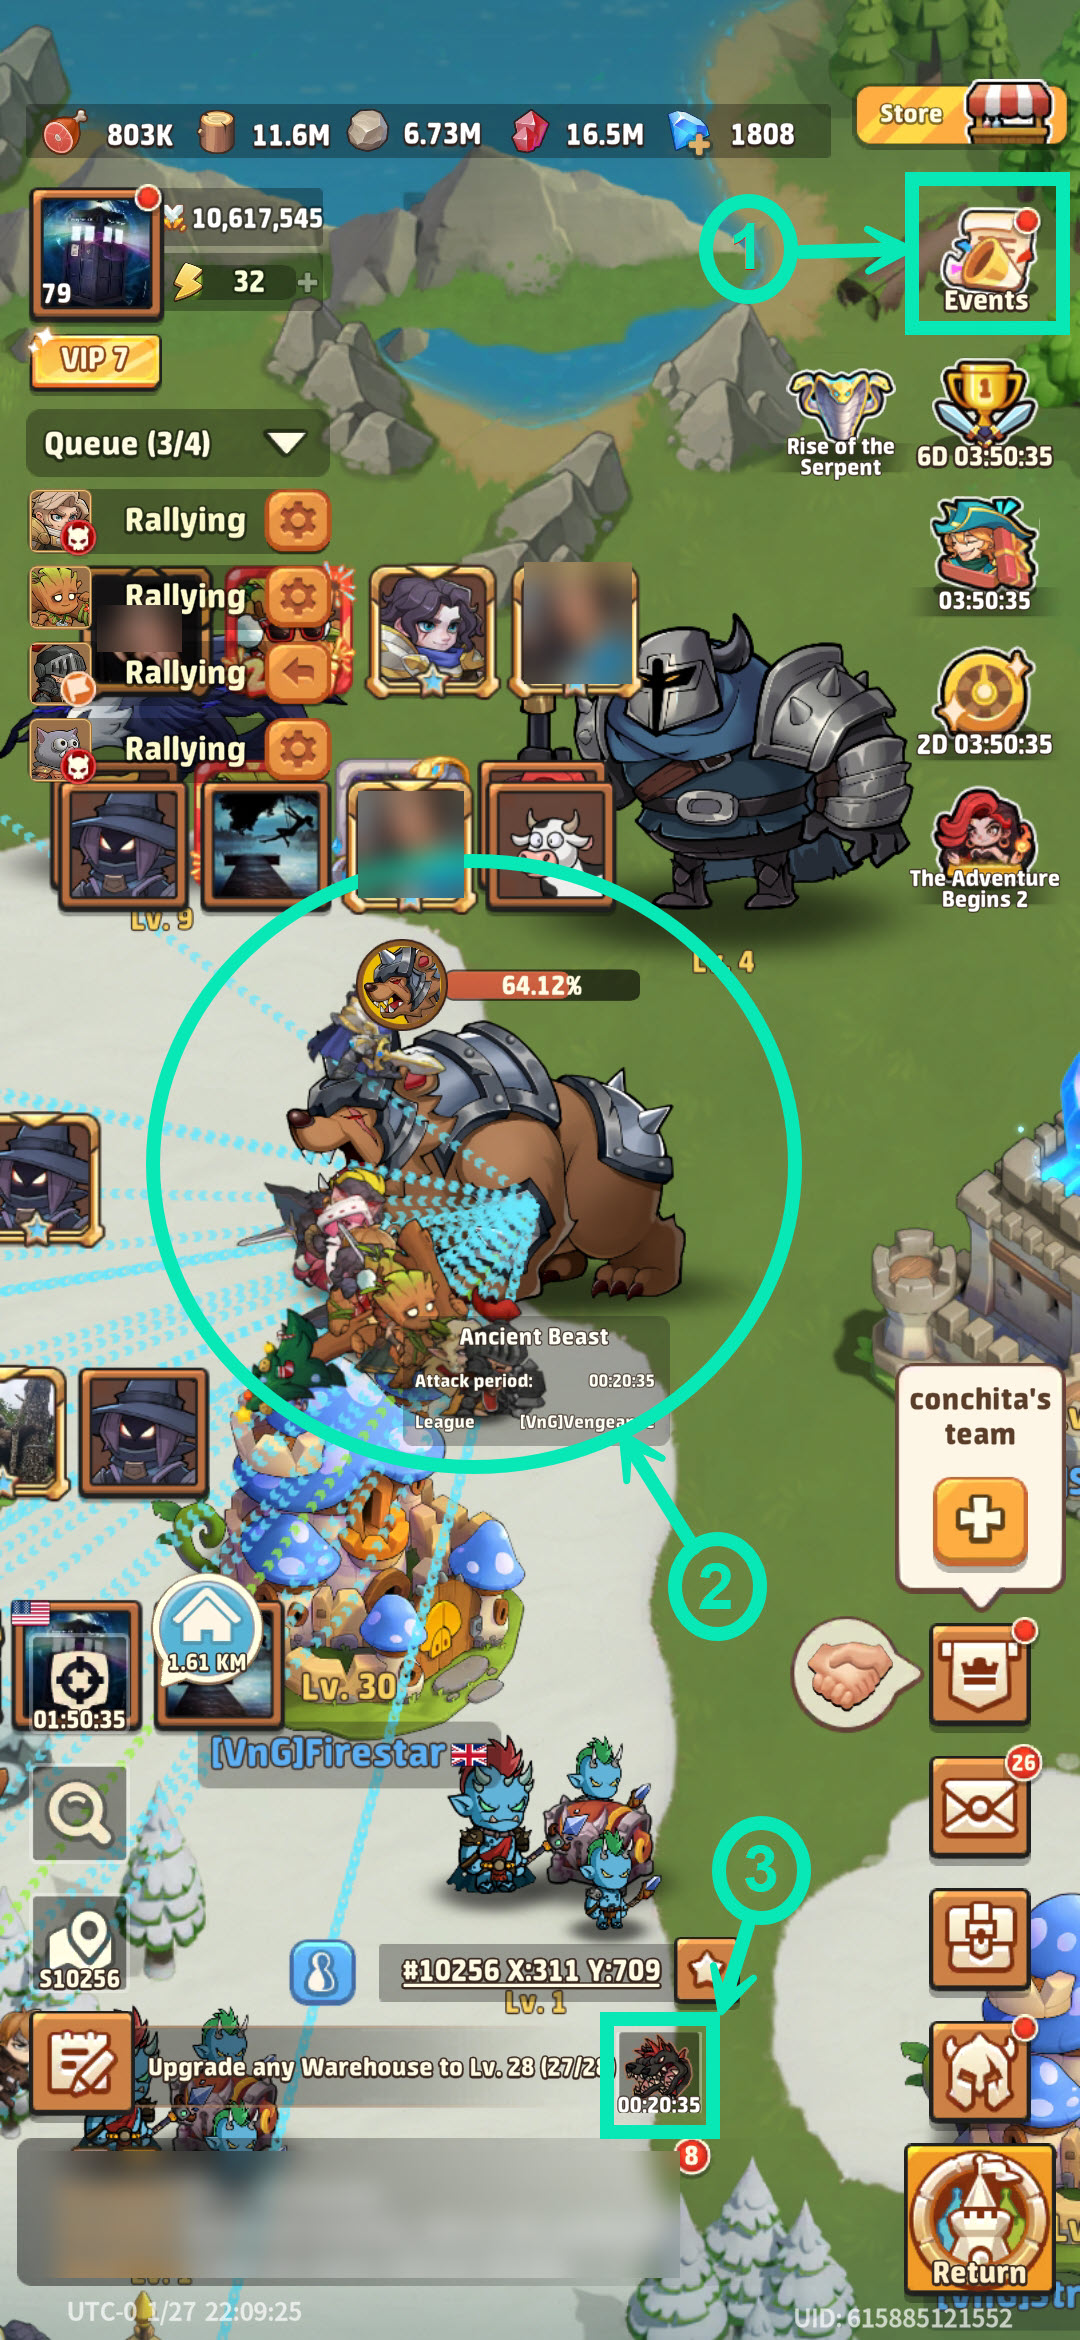 803K 11.6M 6.73M 16.5M 1808
Store
10,617,545
79
32
1
Events
VIP 7
Queue (3/4)
1
Rise of the
Serpent
6D 03:50:35
Rallying
Rallying
03:50:35
Rallying
2D 03:50:35
Rallying
The Adventure
Begins 2
Lv. 9
Lv. 4
64.12%
Ancient Beast
Attack period: 00:20:35
League [VnG]Vengeance
conchita's
team
2
1.61 KM
Lv. 30
01:50:35
[VnG]Firestar
26
3
S10256
#10256 X:311 Y:709
Lv. 1
Upgrade any Warehouse to Lv. 28 (27/28)
00:20:35
8
Return
UTC-0 1/27 22:09:25
UID: 615885121552